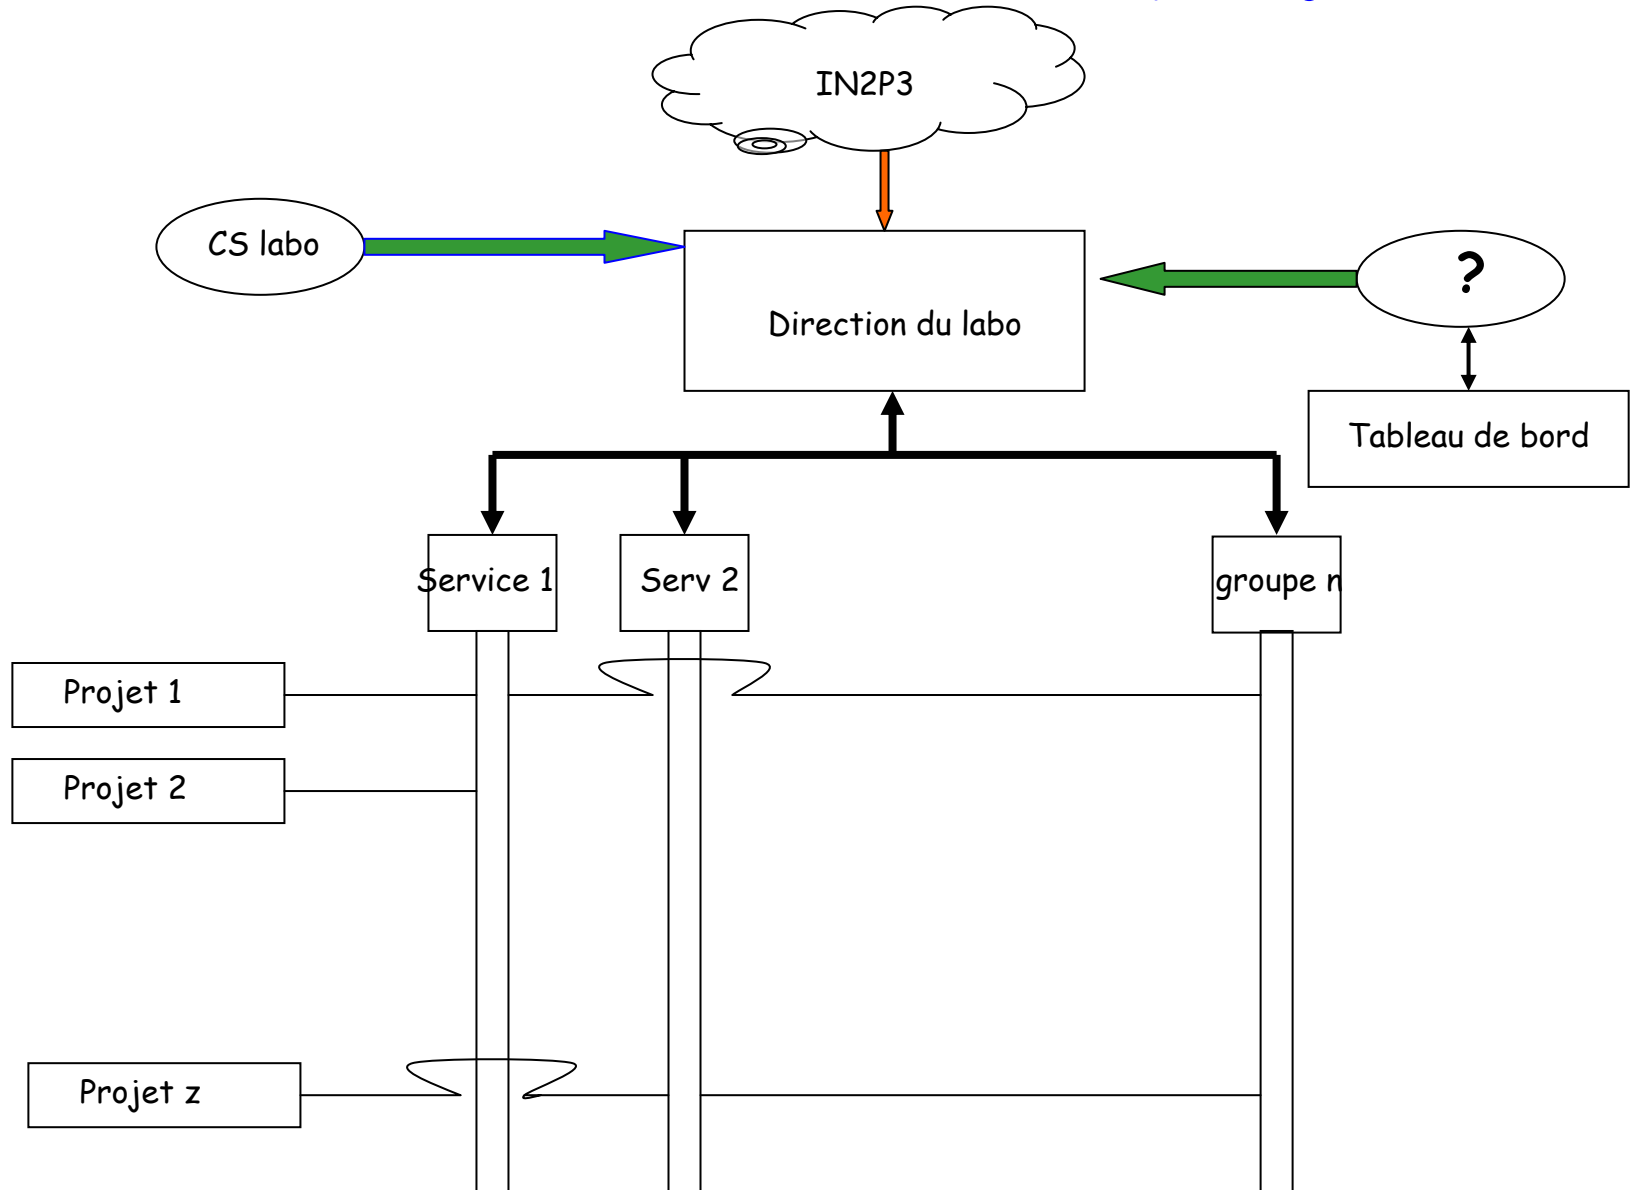 IN2P3
CS labo
?
Direction du labo
Tableau de bord
Service 1
Serv 2
groupe n
Projet 1
Projet 2
Projet z